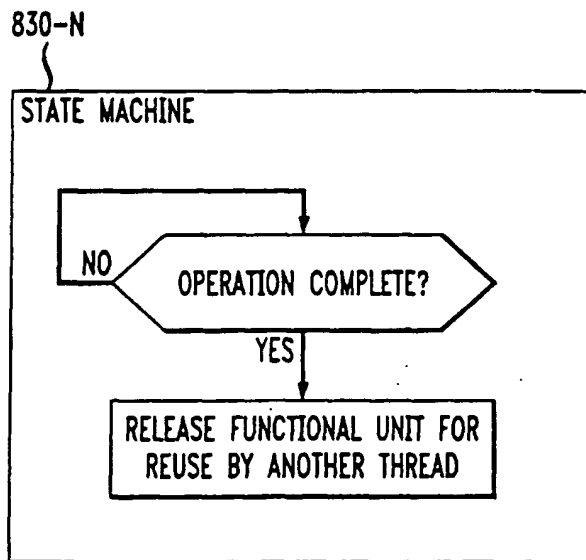 830-N
STATE MACHINE
NO
OPERATION COMPLETE?
YES
RELEASE FUNCTIONAL UNIT FOR
REUSE BY ANOTHER THREAD